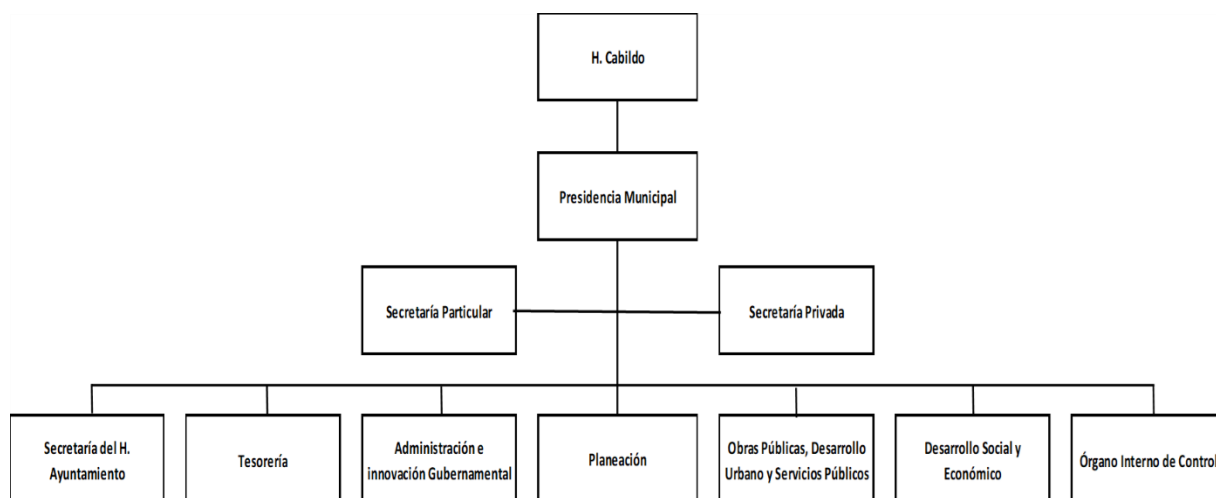 H. Cabildo
Presidencia Municipal
Secretaría Particular
Secretaría Privada
Secretaría del H.
Ayuntamiento
Tesorería
Administración e
innovación Gubernamental
Planeación
Obras Públicas, Desarrollo
Urbano y Servicios Públicos
Desarrollo Social y
Económico
Órgano Interno de Control